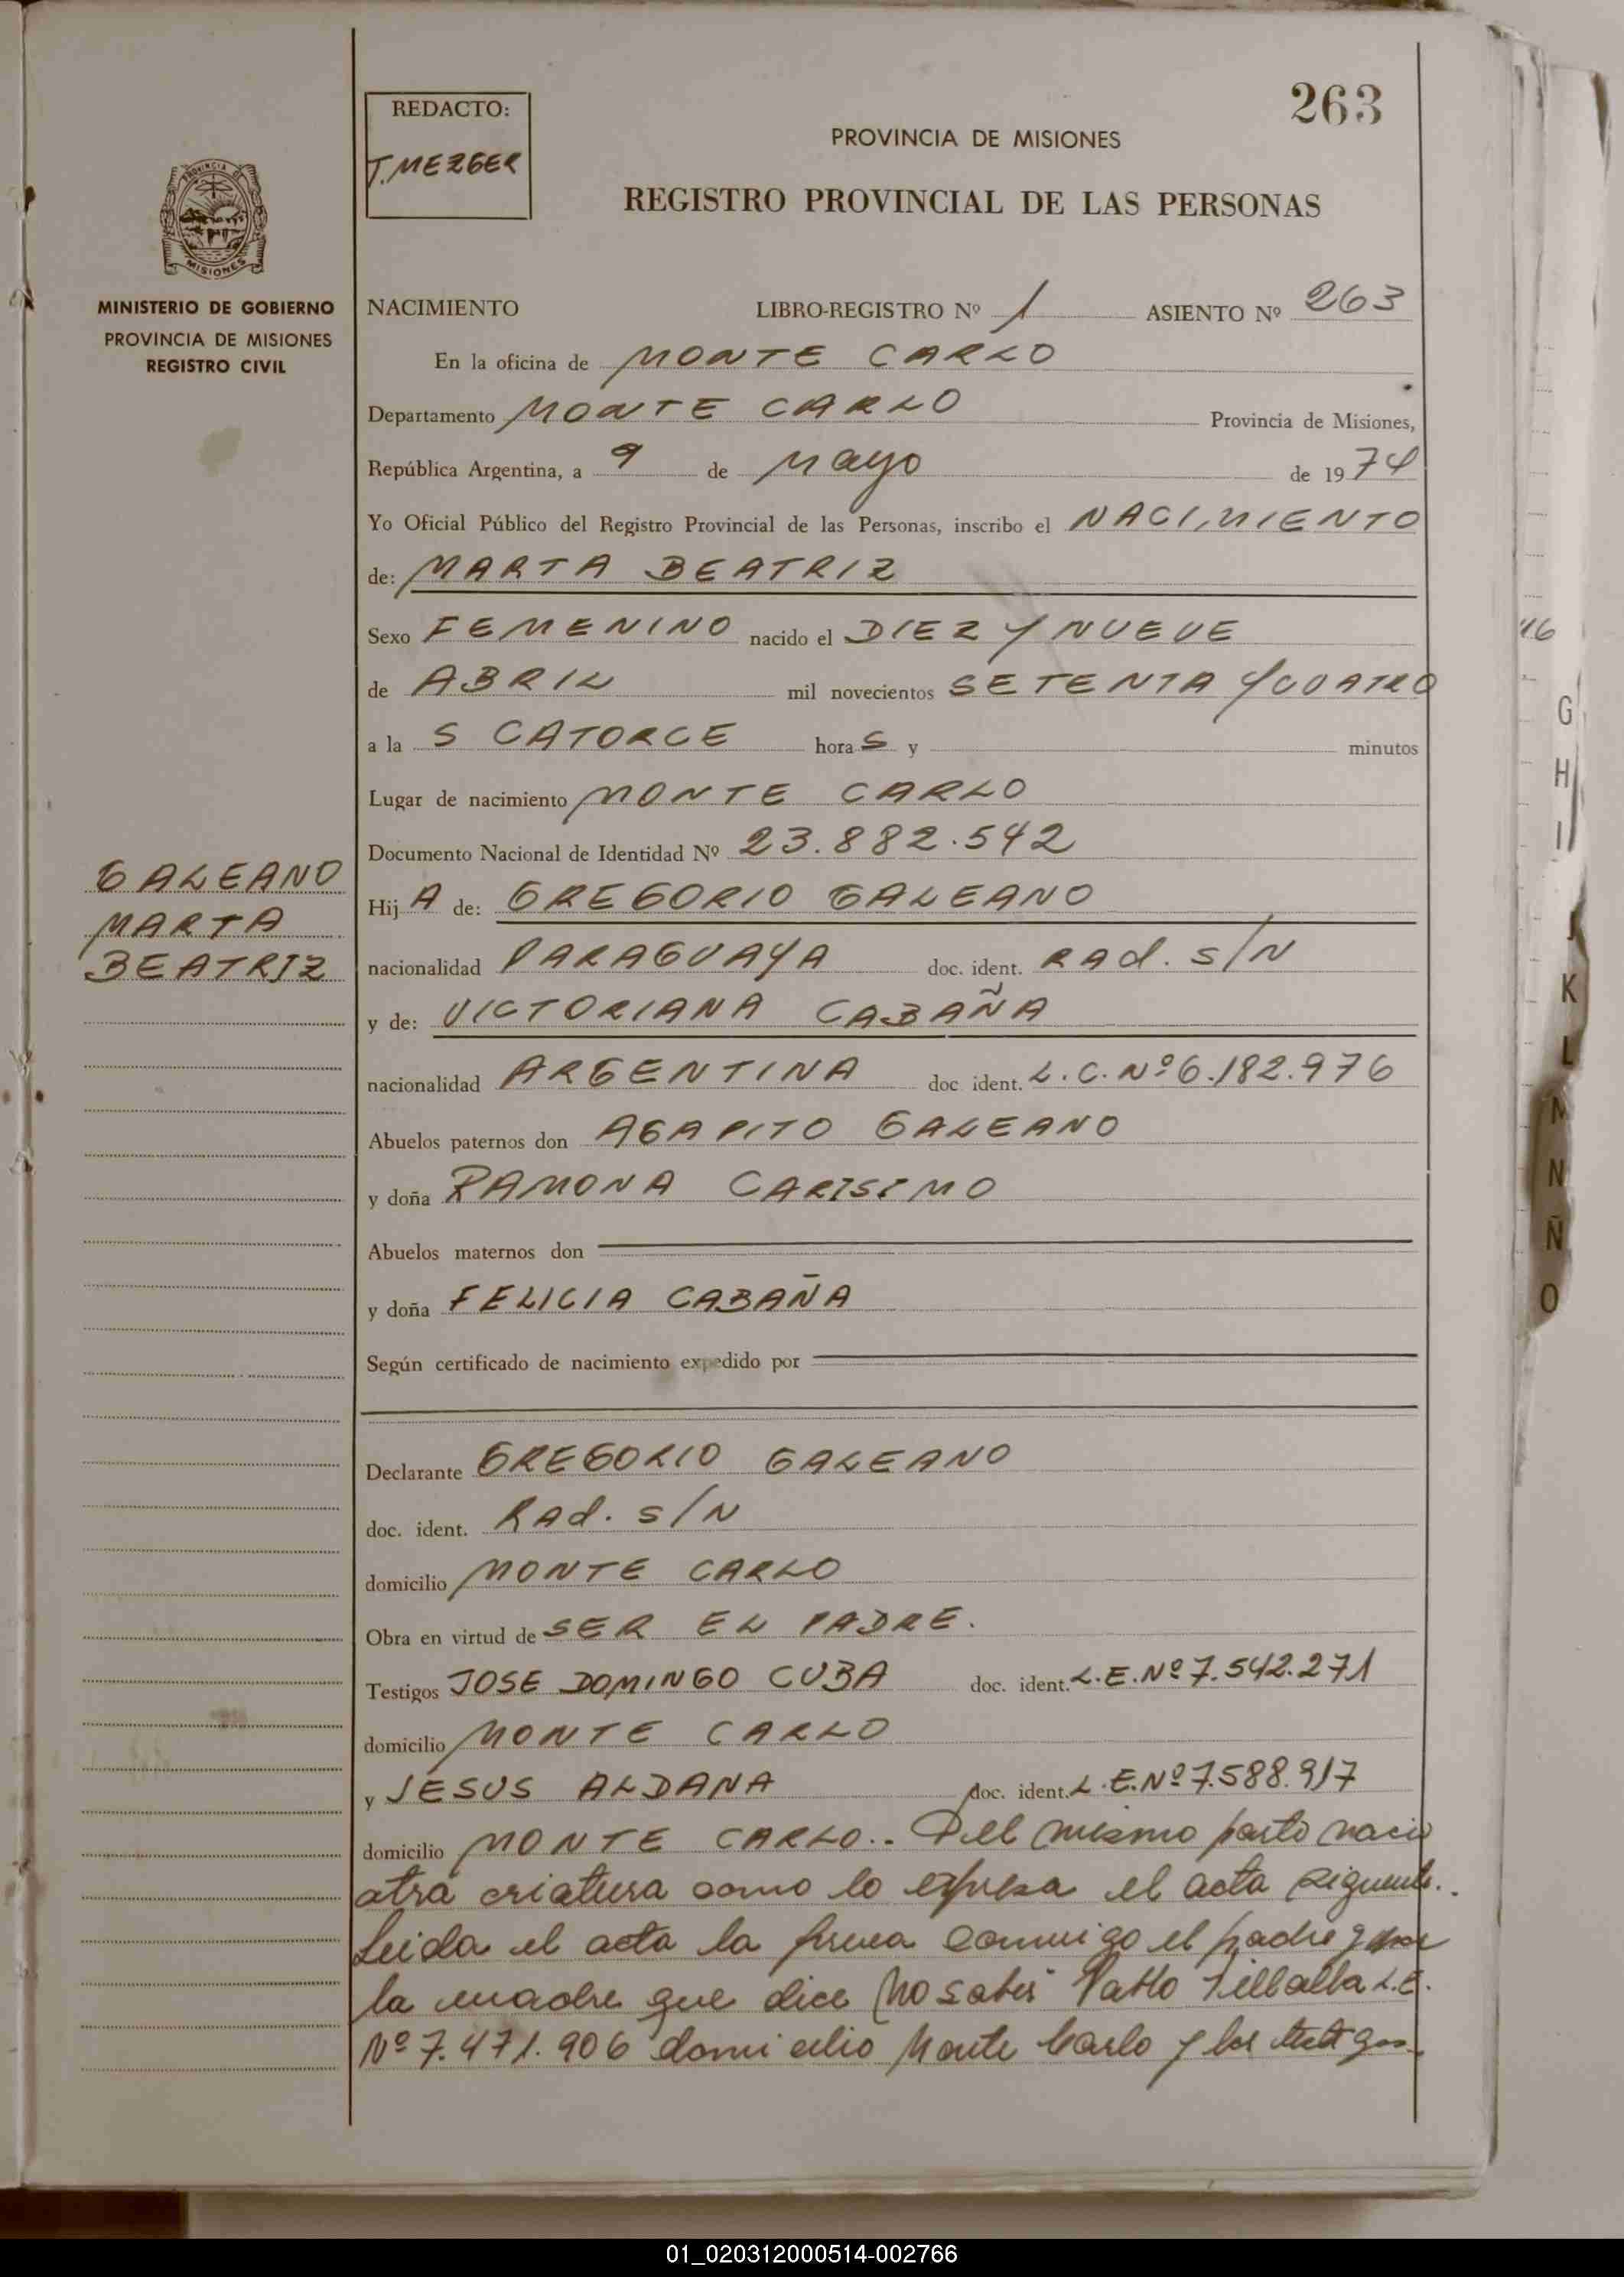 263
REDACTO:
T. MEZGER
PROVINCIA DE MISIONES
REGISTRO PROVINCIAL DE LAS PERSONAS
PROVINCIA DE
MISIONES
MINISTERIO DE GOBIERNO
PROVINCIA DE MISIONES
REGISTRO CIVIL
NACIMIENTO LIBRO-REGISTRO Nº 1 ASIENTO Nº 263
En la oficina de MONTE CARLO
Departamento MONTE CARLO Provincia de Misiones,
República Argentina, a 9 de Mayo de 1974
Yo Oficial Público del Registro Provincial de las Personas, inscribo el NACIMIENTO
de: MARTA BEATRIZ
Sexo FEMENINO nacido el DIEZ Y NUEVE
de ABRIL mil novecientos SETENTA Y CUATRO
a la S CATORCE hora S y minutos
Lugar de nacimiento MONTE CARLO
Documento Nacional de Identidad Nº 23.882.542
GALEANO
MARTA
BEATRIZ
Hij A de: GREGORIO GALEANO
nacionalidad PARAGUAYA doc. ident. RAd. S/N
y de: VICTORIANA CABAÑA
nacionalidad ARGENTINA doc ident. L.C. Nº 6.182.976
Abuelos paternos don AGAPITO GALEANO
y doña RAMONA CARISIMO
Abuelos maternos don
y doña FELICIA CABAÑA
Según certificado de nacimiento expedido por
Declarante GREGORIO GALEANO
doc. ident. RAd. S/N
domicilio MONTE CARLO
Obra en virtud de SER EL PADRE.
Testigos JOSE DOMINGO CUBA doc. ident. L.E. Nº 7.542.271
domicilio MONTE CARLO
y JESUS ALDANA doc. ident. L.E. Nº 7.588.917
domicilio MONTE CARLO.. Del mismo parto nacio
otra criatura como lo expresa el acta siguiente..
Leida el acta la firma conmigo el padre y por
la madre que dice no saber Pablo Villalba L.E.
Nº 7.471.906 domicilio Monte Carlo y los testigos
16
G
H
I
J
K
L
M
N
Ñ
O
01_020312000514-002766